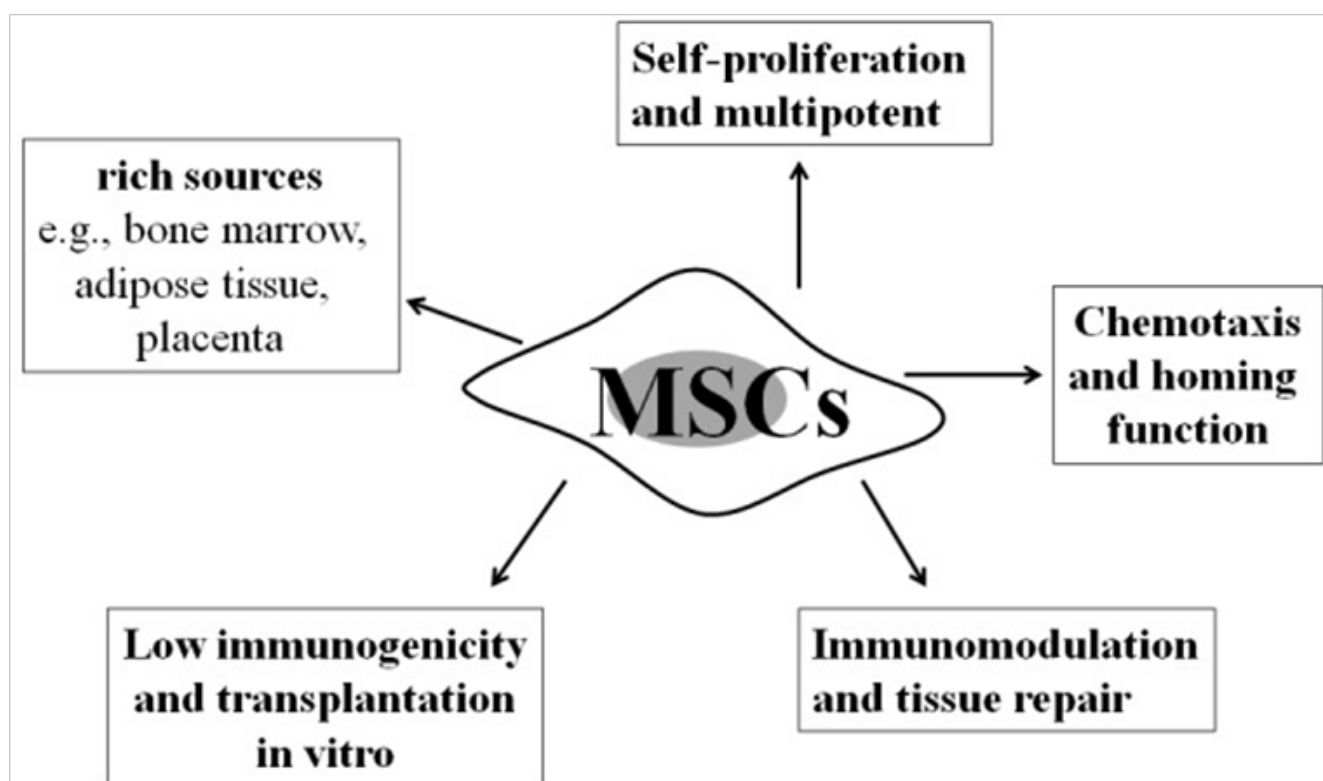 Self-proliferation
and multipotent
rich sources
e.g., bone marrow,
adipose tissue,
placenta
MSCs
Chemotaxis
and homing
function
Low immunogenicity
and transplantation
in vitro
Immunomodulation
and tissue repair